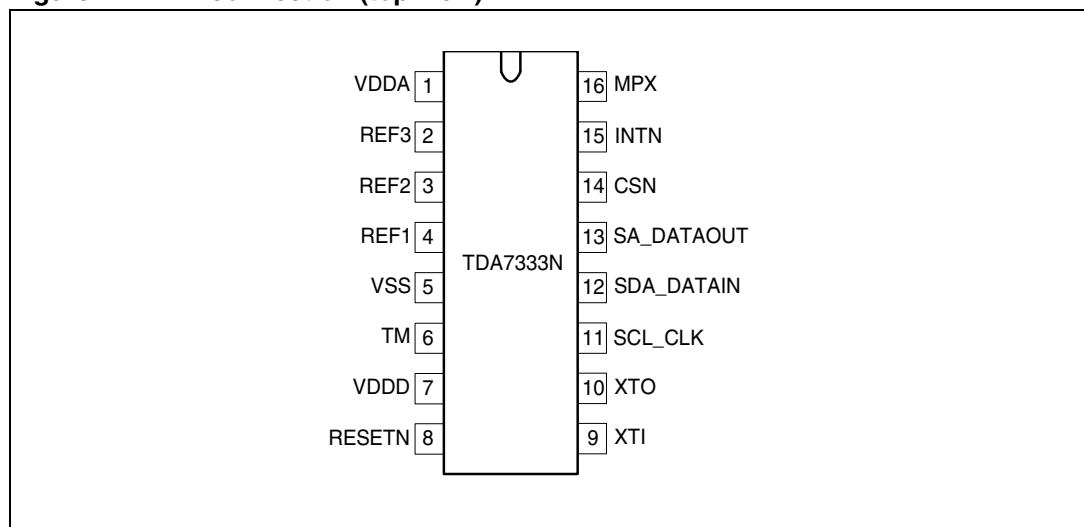 VDDA 1
REF3 2
REF2 3
REF1 4
VSS 5
TM 6
VDDD 7
RESETN 8
TDA7333N
16 MPX
15 INTN
14 CSN
13 SA_DATAOUT
12 SDA_DATAIN
11 SCL_CLK
10 XTO
9 XTI